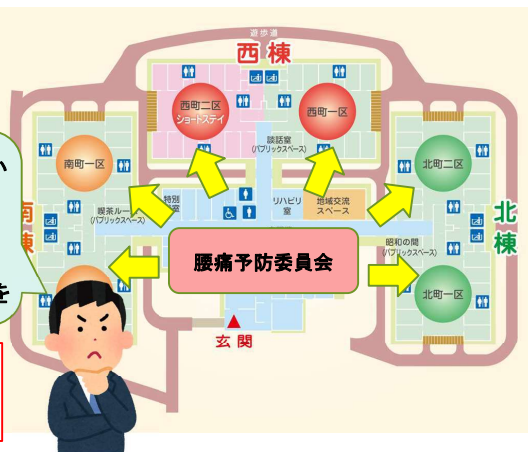 遊歩道
西棟
西町二区
ショートステイ
西町一区
談話室
(パブリックスペース)
南町一区
北町二区
か
南
棟
喫茶ルー
(パブリックスペース)
特別
リハビリ
室
地域交流
スペース
昭和の間
(パブリックスペース)
北
棟
腰痛予防委員会
を
北町一区
玄関